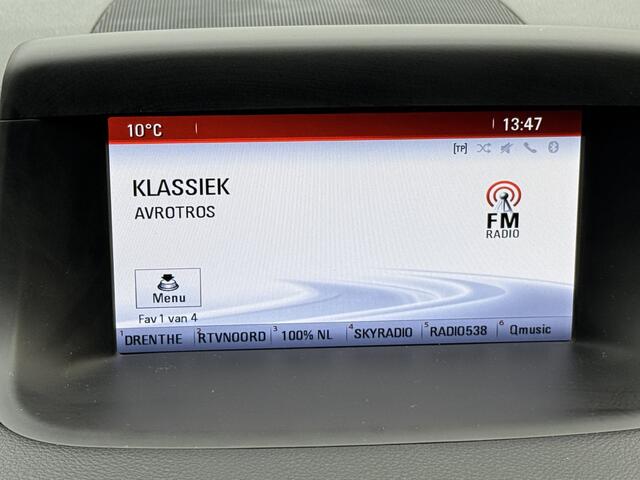 10°C 13:47
[TP]
KLASSIEK
AVROTROS
FM
RADIO
Menu
Fav 1 van 4
1 DRENTHE 2 RTVNOORD 3 100% NL 4 SKYRADIO 5 RADIO538 6 Qmusic